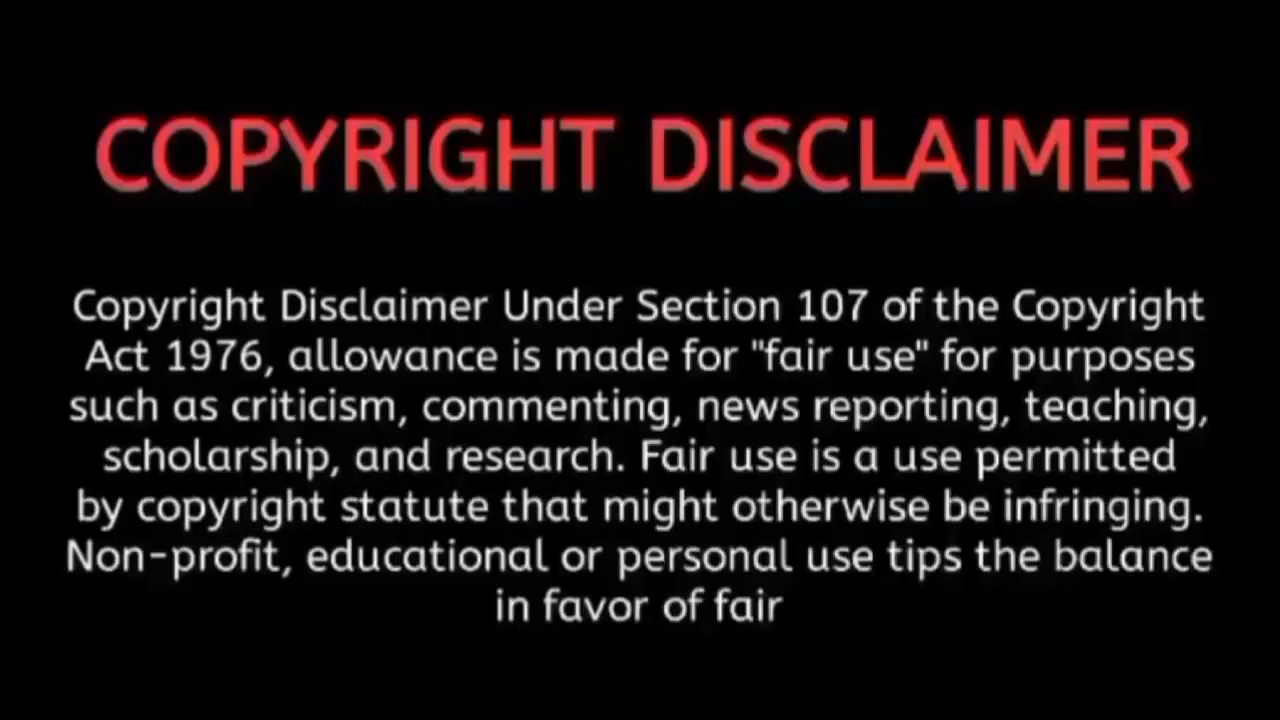 COPYRIGHT DISCLAIMER
Copyright Disclaimer Under Section 107 of the Copyright
Act 1976, allowance is made for "fair use" for purposes
such as criticism, commenting, news reporting, teaching,
scholarship, and research. Fair use is a use permitted
by copyright statute that might otherwise be infringing.
Non-profit, educational or personal use tips the balance
in favor of fair